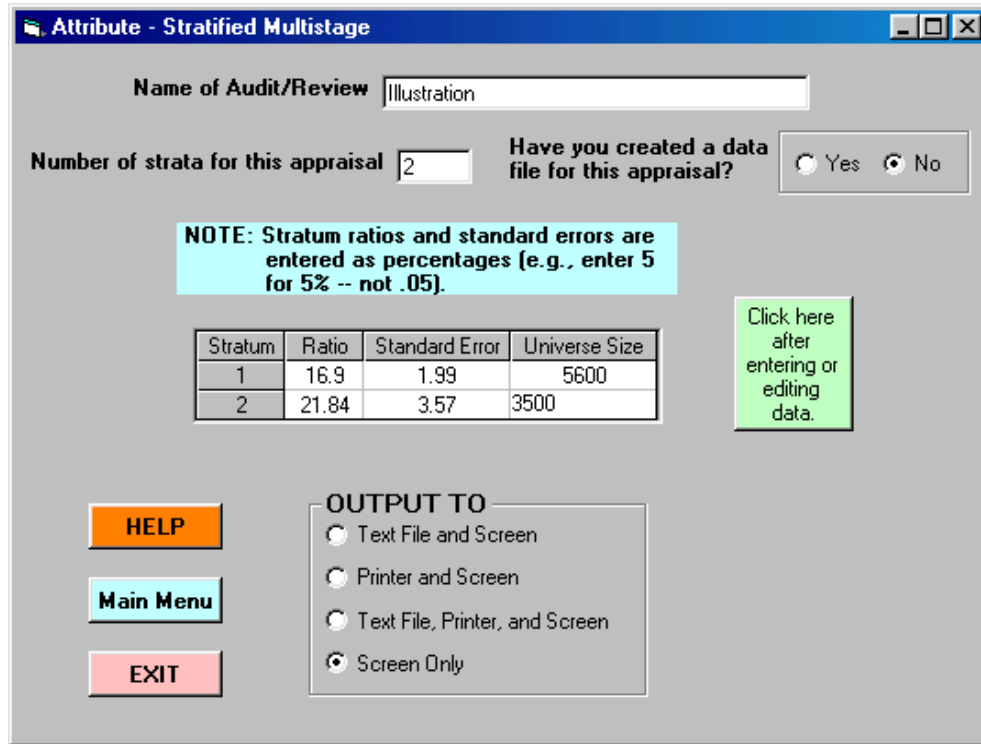 Attribute - Stratified Multistage
Name of Audit/Review Illustration
Number of strata for this appraisal 2
Have you created a data
file for this appraisal?
Yes No
NOTE: Stratum ratios and standard errors are
entered as percentages (e.g., enter 5
for 5% -- not .05).
Stratum Ratio Standard Error Universe Size
1 16.9 1.99 5600
2 21.84 3.57 3500
Click here
after
entering or
editing
data.
HELP
Main Menu
EXIT
OUTPUT TO
Text File and Screen
Printer and Screen
Text File, Printer, and Screen
Screen Only